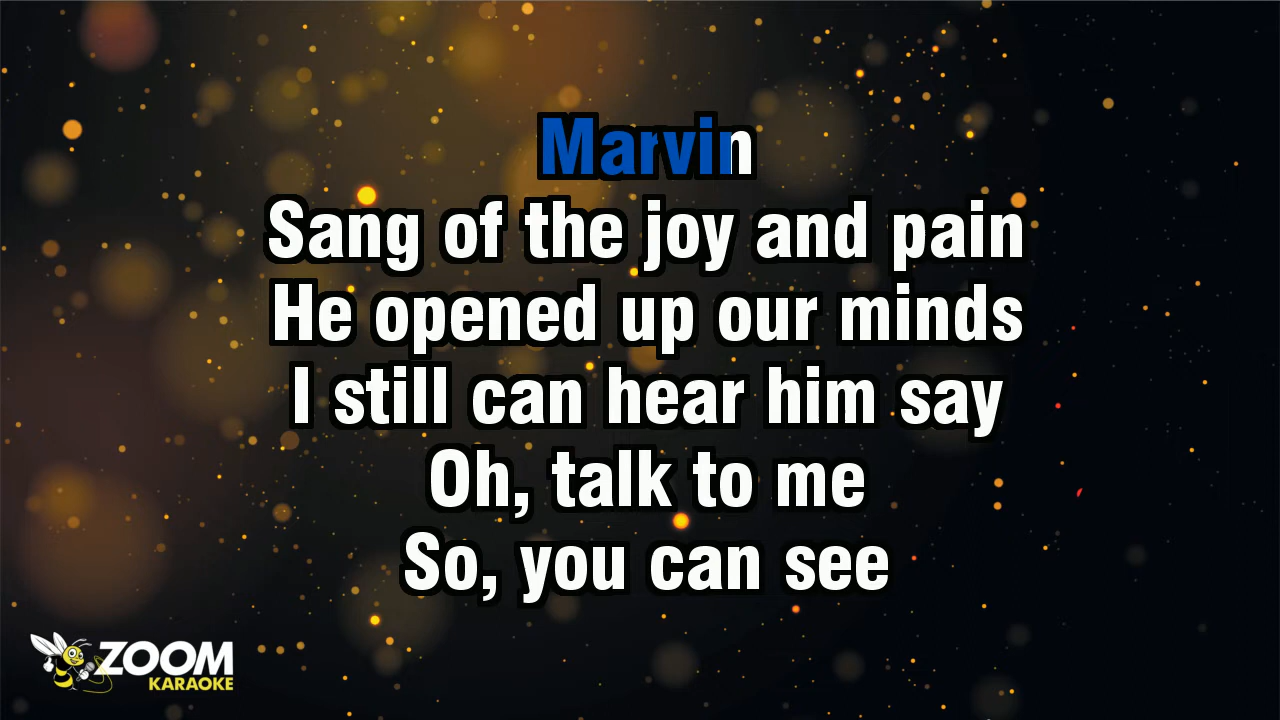 Marvin
Sang of the joy and pain
He opened up our minds
I still can hear him say
Oh, talk to me
So, you can see
ZOOM
KARAOKE